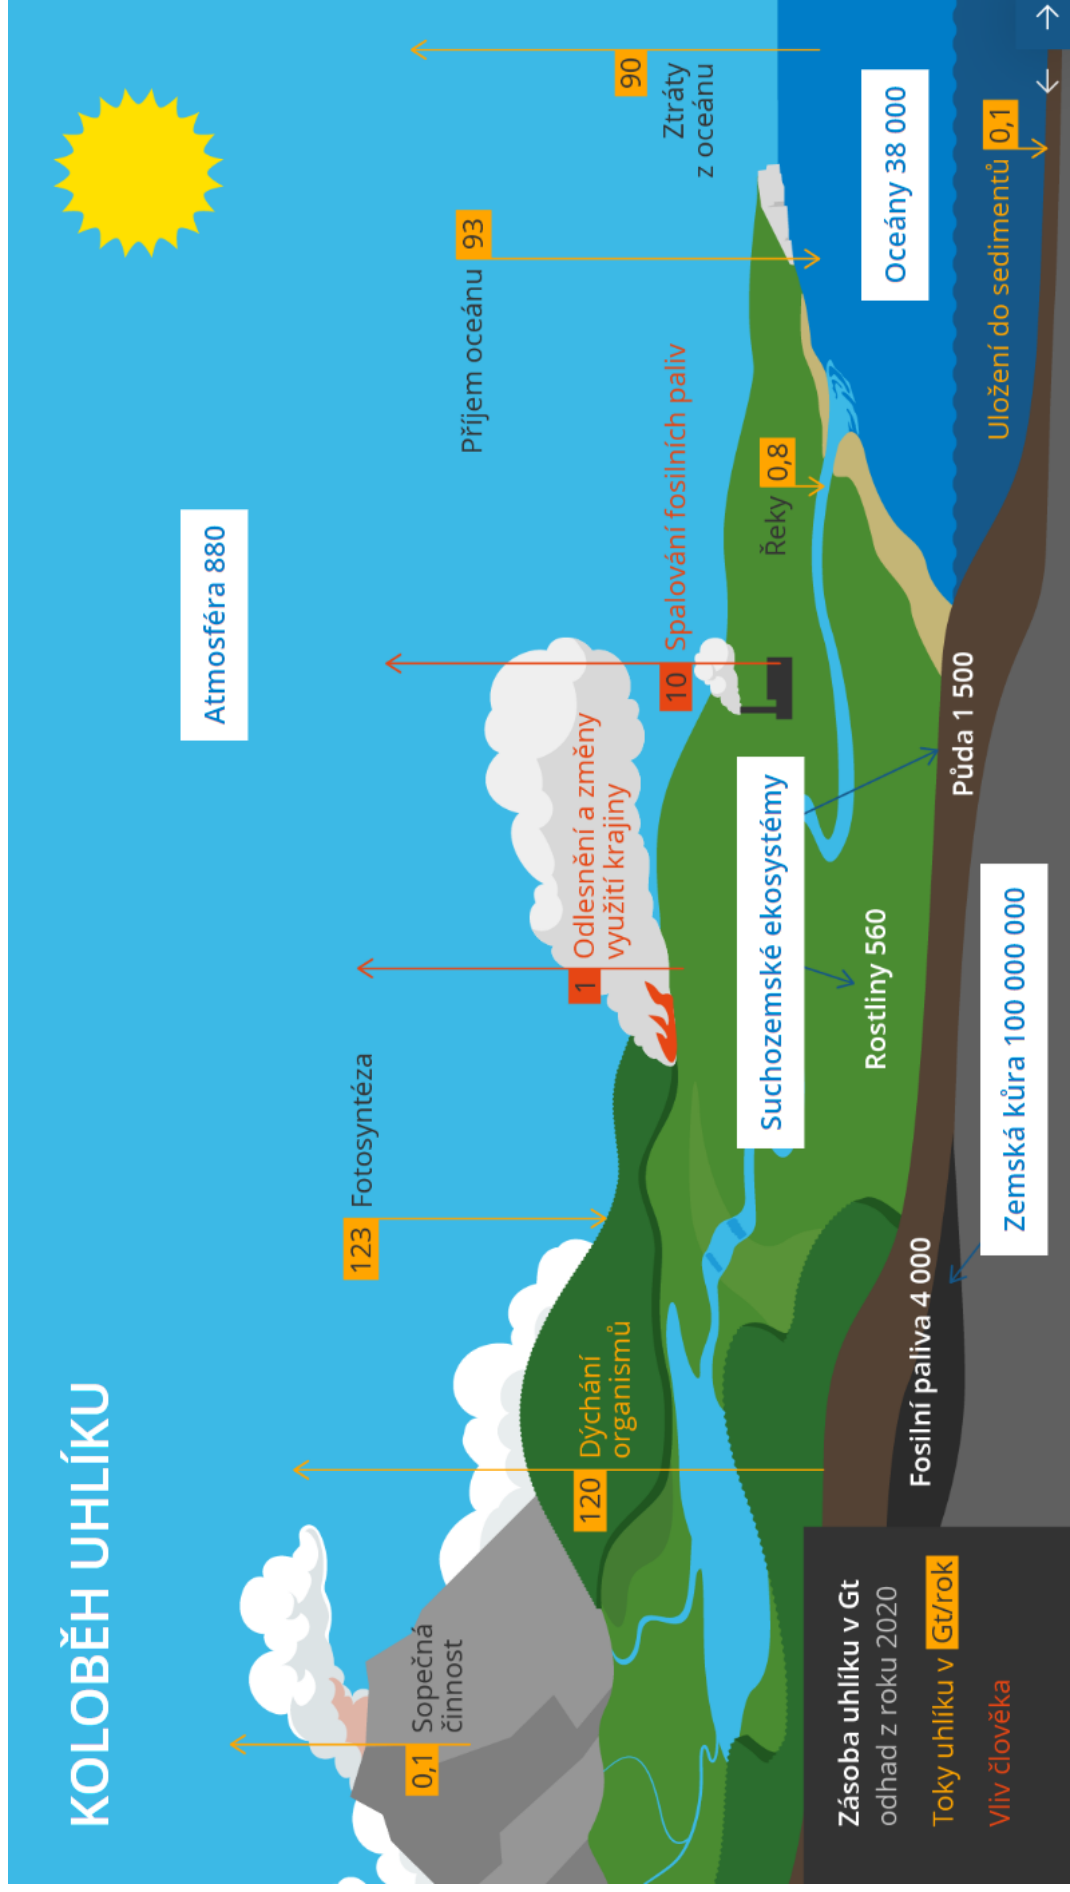 KOLOBĚH UHLÍKU
Atmosféra 880
0,1
Sopečná
činnost
120
Dýchání
organismů
123 Fotosyntéza
1
Odlesnění a změny
využití krajiny
10 Spalování fosilních paliv
Příjem oceánu 93
90
Ztráty
z oceánu
Řeky 0,8
Suchozemské ekosystémy
Rostliny 560
Půda 1 500
Oceány 38 000
Uložení do sedimentů 0,1
Fosilní paliva 4 000
Zemská kůra 100 000 000
Zásoba uhlíku v Gt
odhad z roku 2020
Toky uhlíku v Gt/rok
Vliv člověka